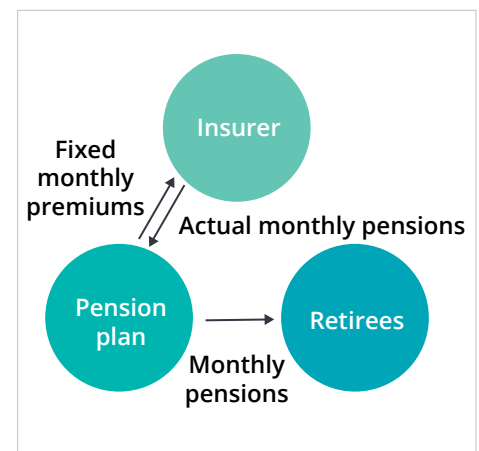 Insurer
Fixed
monthly
premiums
Actual monthly pensions
Pension
plan
Retirees
Monthly
pensions